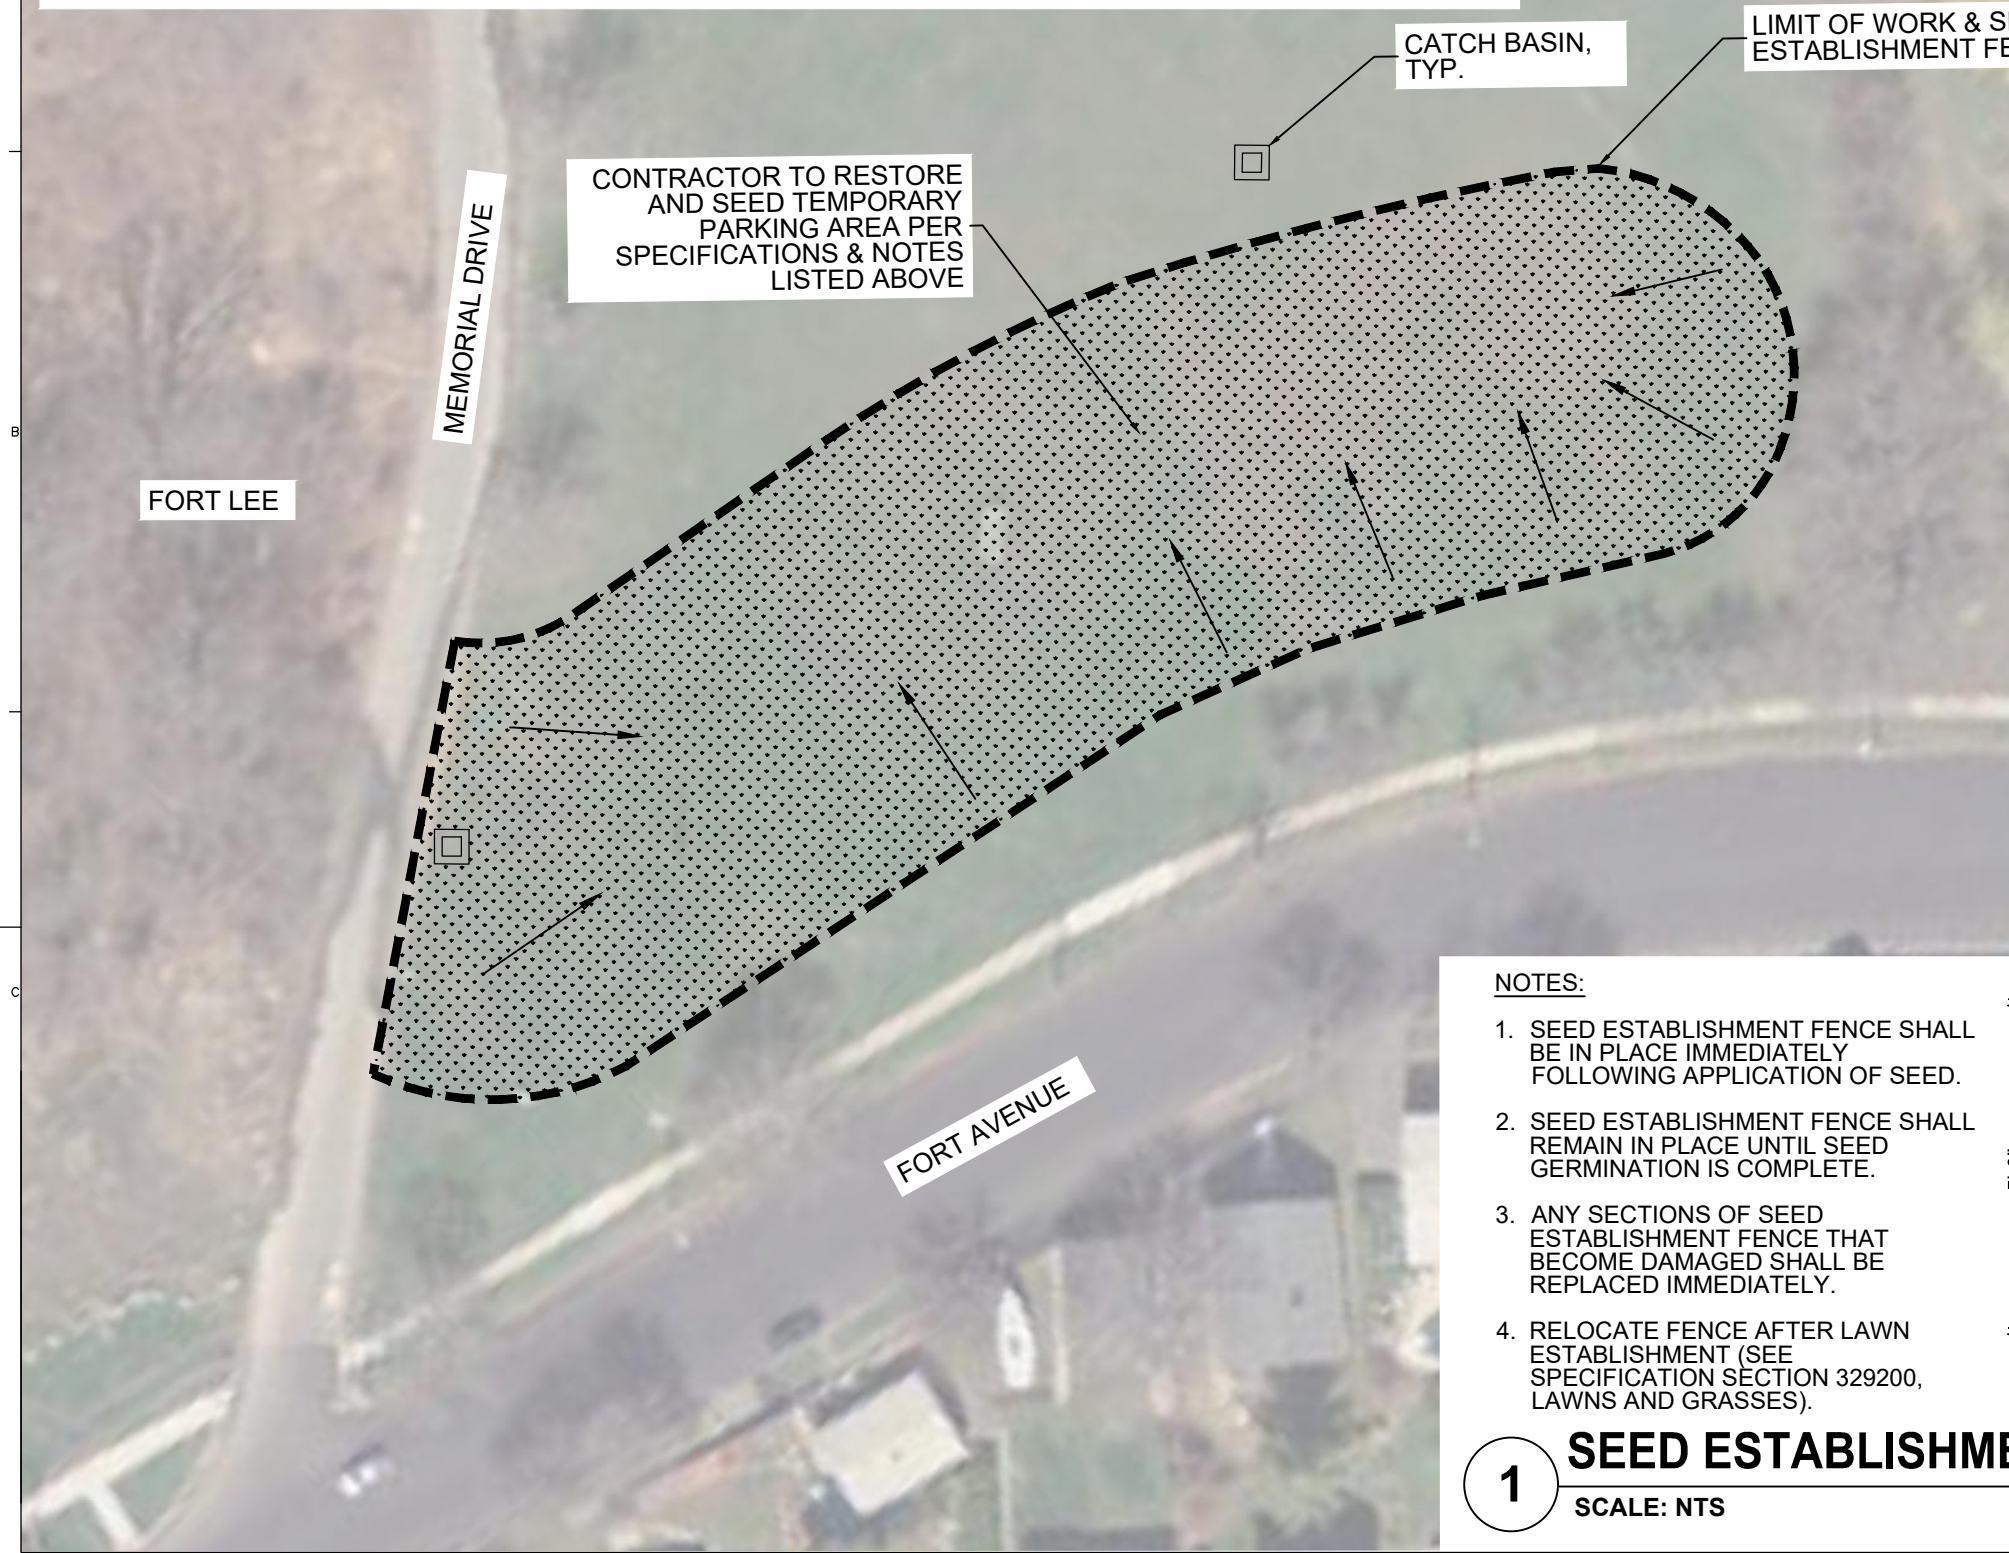 CATCH BASIN,
TYP.
LIMIT OF WORK &
ESTABLISHMENT
CONTRACTOR TO RESTORE
AND SEED TEMPORARY
PARKING AREA PER
SPECIFICATIONS & NOTES
LISTED ABOVE
MEMORIAL DRIVE
B
FORT LEE
C
FORT AVENUE
NOTES:
1. SEED ESTABLISHMENT FENCE SHALL
BE IN PLACE IMMEDIATELY
FOLLOWING APPLICATION OF SEED.
2. SEED ESTABLISHMENT FENCE SHALL
REMAIN IN PLACE UNTIL SEED
GERMINATION IS COMPLETE.
3. ANY SECTIONS OF SEED
ESTABLISHMENT FENCE THAT
BECOME DAMAGED SHALL BE
REPLACED IMMEDIATELY.
4. RELOCATE FENCE AFTER LAWN
ESTABLISHMENT (SEE
SPECIFICATION SECTION 329200,
LAWNS AND GRASSES).
1 SEED ESTABLISHME
SCALE: NTS